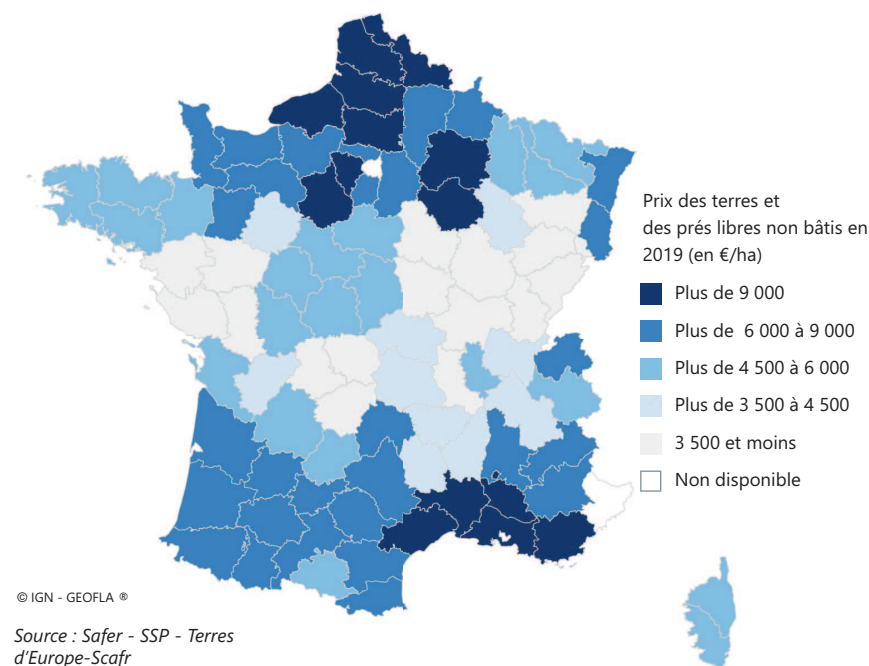 Prix des terres et
des prés libres non bâtis en
2019 (en €/ha)
Plus de 9 000
Plus de 6 000 à 9 000
Plus de 4 500 à 6 000
Plus de 3 500 à 4 500
3 500 et moins
Non disponible
© IGN - GEOFLA ®
Source : Safer - SSP - Terres
d'Europe-Scafr